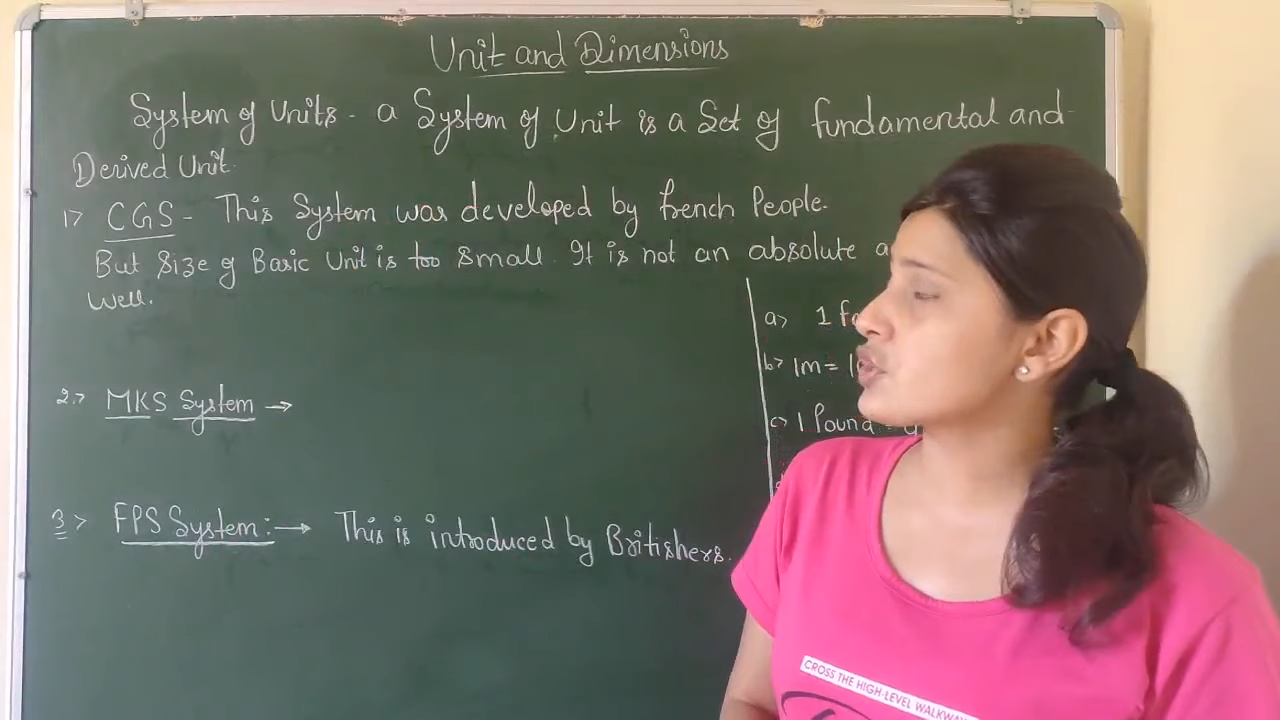 Unit and Dimensions
System of Units - a System of Unit is a Set of fundamental and
Derived Unit.
1> CGS - This System was developed by french People.
But Size of Basic Unit is too small. It is not an absolute
well.
a> 1
b> 1m =
c> 1 Pound
2.> MKS System →
3> FPS System :→ This is introduced by Britishers.
CROSS THE HIGH-LEVEL